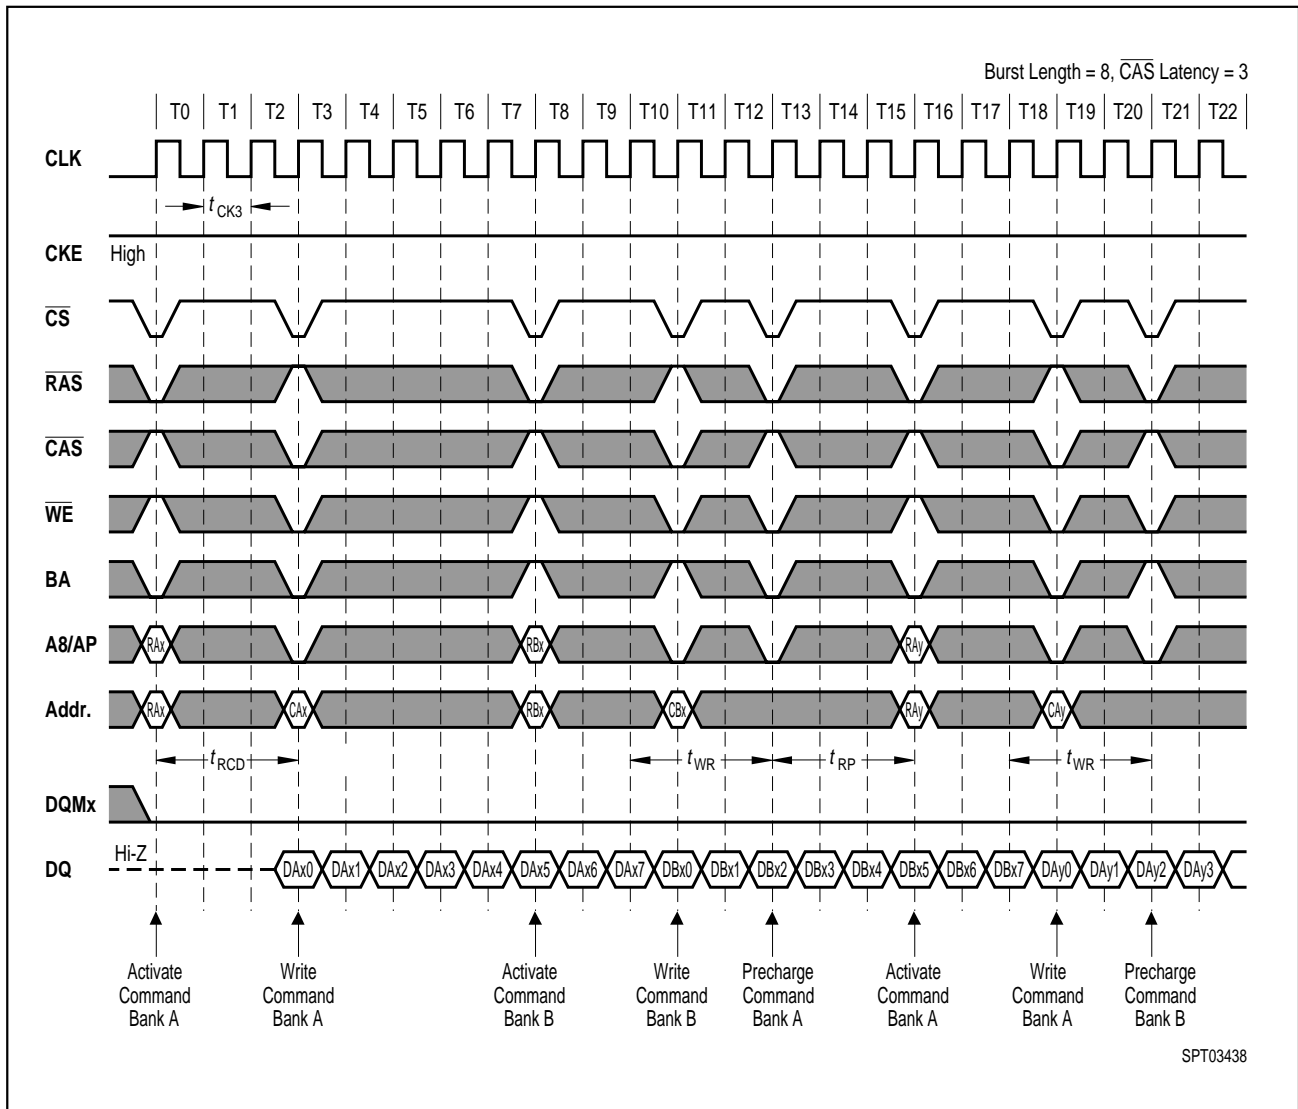 Burst Length = 8, CAS Latency = 3
T0 T1 T2 T3 T4 T5 T6 T7 T8 T9 T10 T11 T12 T13 T14 T15 T16 T17 T18 T19 T20 T21 T22
CLK
t CK3
CKE High
CS
RAS
CAS
WE
BA
A8/AP RAx RBx RAy
Addr. RAx CAx RBx CBx RAy CAy
t RCD t WR t RP t WR
DQMx
Hi-Z
DQ DAx0 DAx1 DAx2 DAx3 DAx4 DAx5 DAx6 DAx7 DBx0 DBx1 DBx2 DBx3 DBx4 DBx5 DBx6 DBx7 DAy0 DAy1 DAy2 DAy3
Activate Write Activate Write Precharge Activate Write Precharge
Command Command Command Command Command Command Command Command
Bank A Bank A Bank B Bank B Bank A Bank A Bank A Bank B
SPT03438